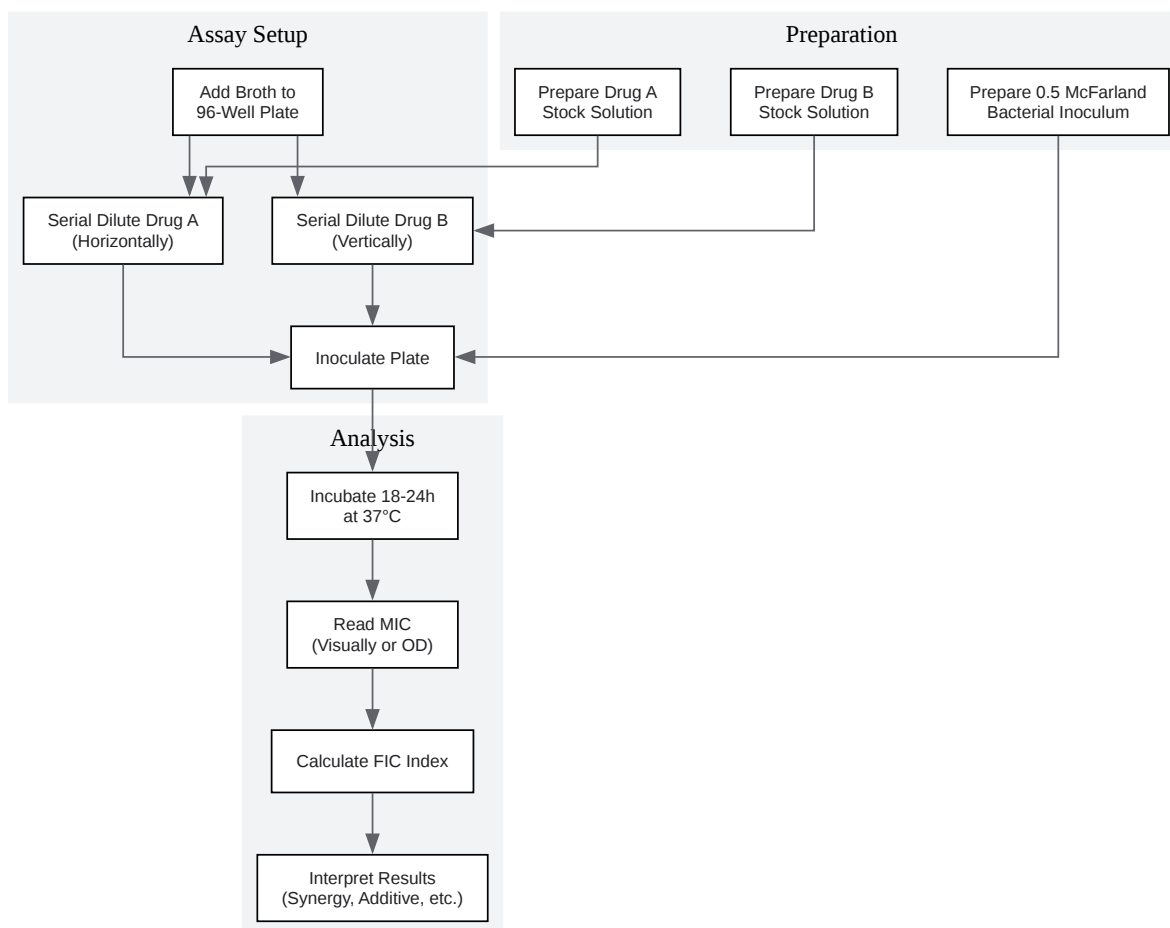 Assay Setup
Preparation
Add Broth to
96-Well Plate
Prepare Drug A
Stock Solution
Prepare Drug B
Stock Solution
Prepare 0.5 McFarland
Bacterial Inoculum
Serial Dilute Drug A
(Horizontally)
Serial Dilute Drug B
(Vertically)
Inoculate Plate
Analysis
Incubate 18-24h
at 37°C
Read MIC
(Visually or OD)
Calculate FIC Index
Interpret Results
(Synergy, Additive, etc.)